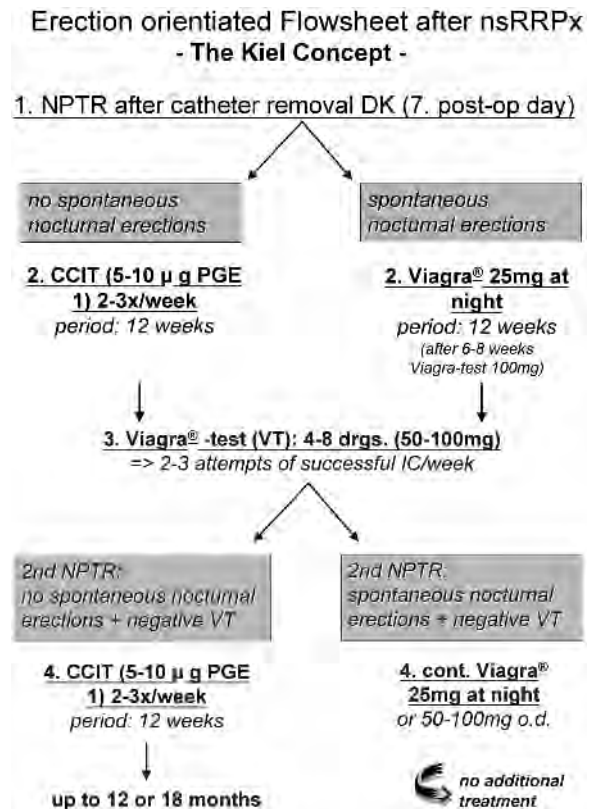 Erection orientiated Flowsheet after nsRRPx
- The Kiel Concept -
1. NPTR after catheter removal DK (7. post-op day)
no spontaneous
nocturnal erections
spontaneous
nocturnal erections
2. CCIT (5-10 µ g PGE
1) 2-3x/week
period: 12 weeks
2. Viagra® 25mg at
night
period: 12 weeks
(after 6-8 weeks
Viagra-test 100mg)
3. Viagra® -test (VT): 4-8 drgs. (50-100mg)
=> 2-3 attempts of successful IC/week
2nd NPTR:
no spontaneous nocturnal
erections + negative VT
2nd NPTR:
spontaneous nocturnal
erections + negative VT
4. CCIT (5-10 µ g PGE
1) 2-3x/week
period: 12 weeks
4. cont. Viagra®
25mg at night
or 50-100mg o.d.
up to 12 or 18 months
no additional
treatment